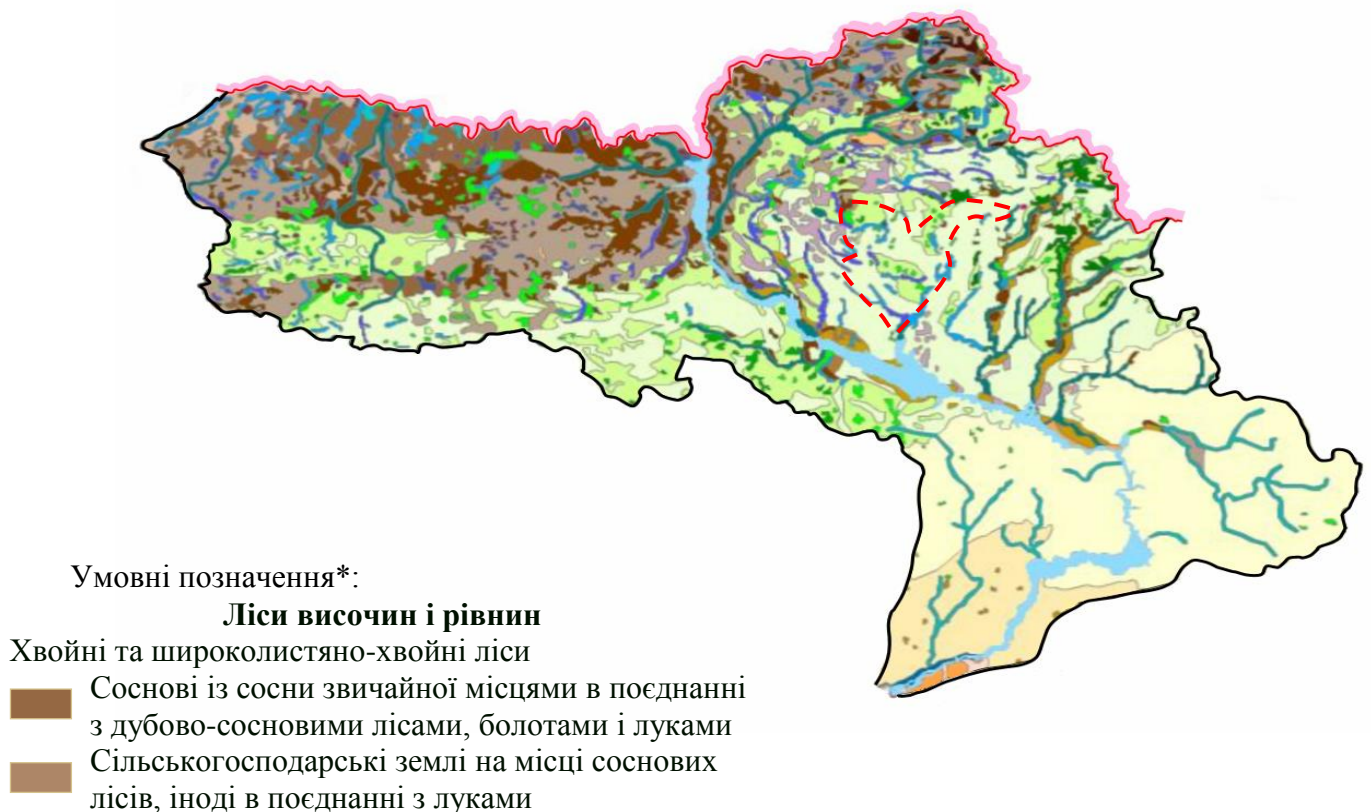 Умовні позначення*:
Ліси височин і рівнин
Хвойні та широколистяно-хвойні ліси
Соснові із сосни звичайної місцями в поєднанні
з дубово-сосновими лісами, болотами і луками
Сільськогосподарські землі на місці соснових
лісів, іноді в поєднанні з луками